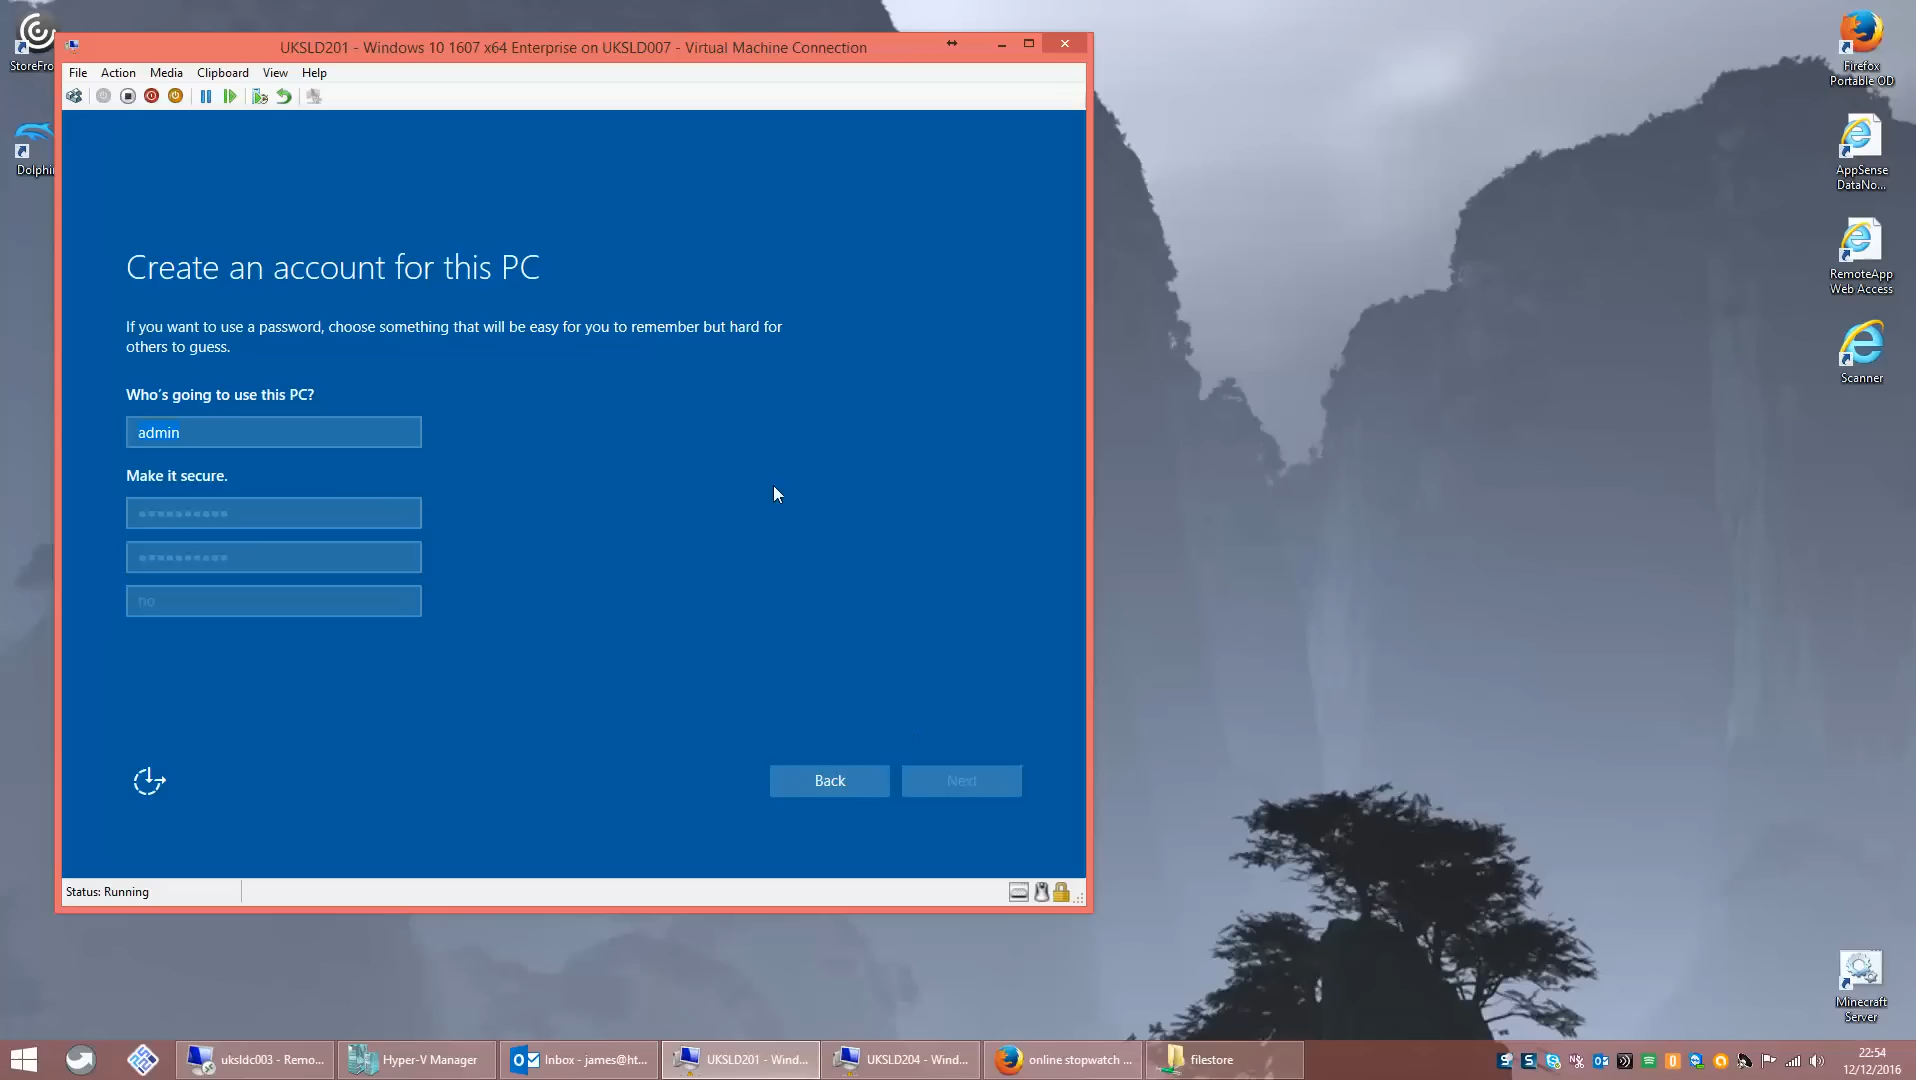 StoreFro
Dolphi
UKSLD201 - Windows 10 1607 x64 Enterprise on UKSLD007 - Virtual Machine Connection
File Action Media Clipboard View Help
Create an account for this PC
If you want to use a password, choose something that will be easy for you to remember but hard for
others to guess.
Who's going to use this PC?
admin
Make it secure.
no
Back Next
Status: Running
Firefox
Portable OD
AppSense
DataNo...
RemoteApp
Web Access
Scanner
Minecraft
Server
uksldc003 - Remo...
Hyper-V Manager
Inbox - james@ht...
UKSLD201 - Wind...
UKSLD204 - Wind...
online stopwatch ...
filestore
22:54
12/12/2016